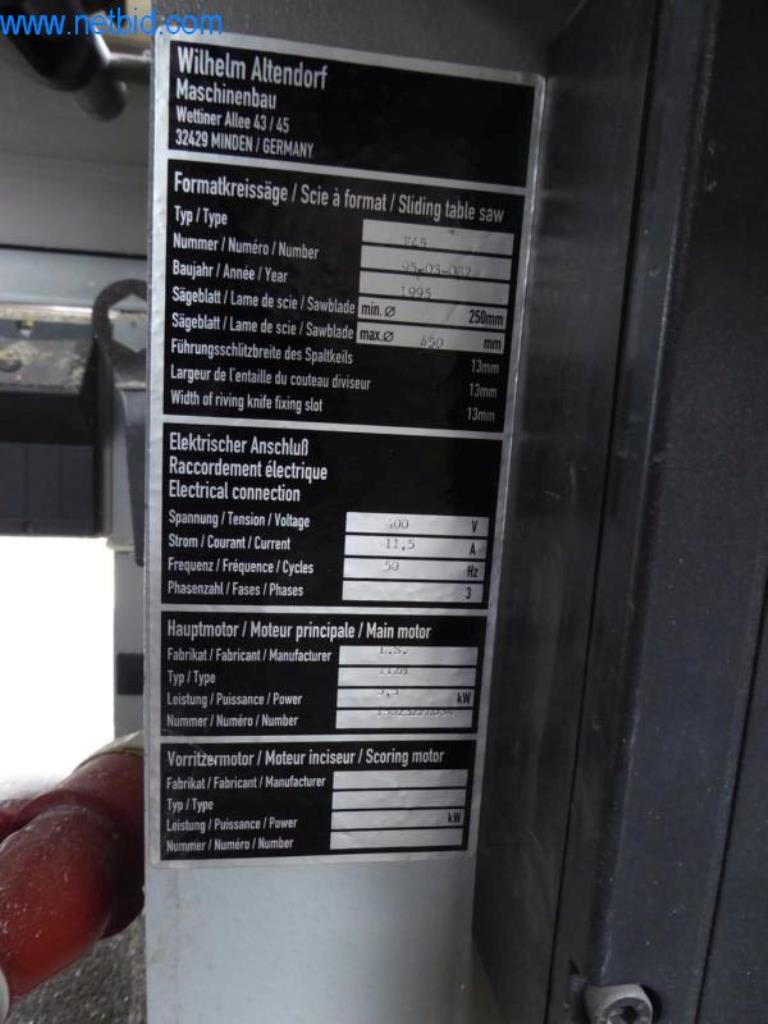 www.netbid.com
Wilhelm Altendorf
Maschinenbau
Wettiner Allee 43 / 45
32429 MINDEN / GERMANY
Formatkreissäge / Scie à format / Sliding table saw
Typ / Type
Nummer / Numéro / Number 95-03-002
Baujahr / Année / Year 1995
Sägeblatt / Lame de scie / Sawblade min. ø 250mm
Sägeblatt / Lame de scie / Sawblade max ø 450 mm
Führungsschlitzbreite des Spaltkeils 13mm
Largeur de l'entaille du couteau diviseur 13mm
Width of riving knife fixing slot 13mm
Elektrischer Anschluß
Raccordement électrique
Electrical connection
Spannung / Tension / Voltage 400 V
Strom / Courant / Current 11,5 A
Frequenz / Fréquence / Cycles 50 Hz
Phasenzahl / Fases / Phases 3
Hauptmotor / Moteur principale / Main motor
Fabrikat / Fabricant / Manufacturer
Typ / Type
Leistung / Puissance / Power 5,5 kW
Nummer / Numéro / Number
Vorritzermotor / Moteur inciseur / Scoring motor
Fabrikat / Fabricant / Manufacturer
Typ / Type
Leistung / Puissance / Power kW
Nummer / Numéro / Number